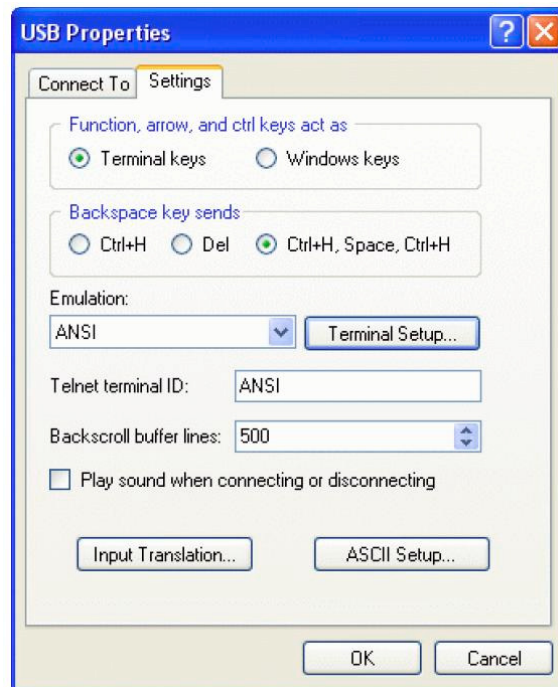 USB Properties
Connect To Settings
Function, arrow, and ctrl keys act as
Terminal keys Windows keys
Backspace key sends
Ctrl+H Del Ctrl+H, Space, Ctrl+H
Emulation:
ANSI Terminal Setup...
Telnet terminal ID: ANSI
Backscroll buffer lines: 500
Play sound when connecting or disconnecting
Input Translation... ASCII Setup...
OK Cancel